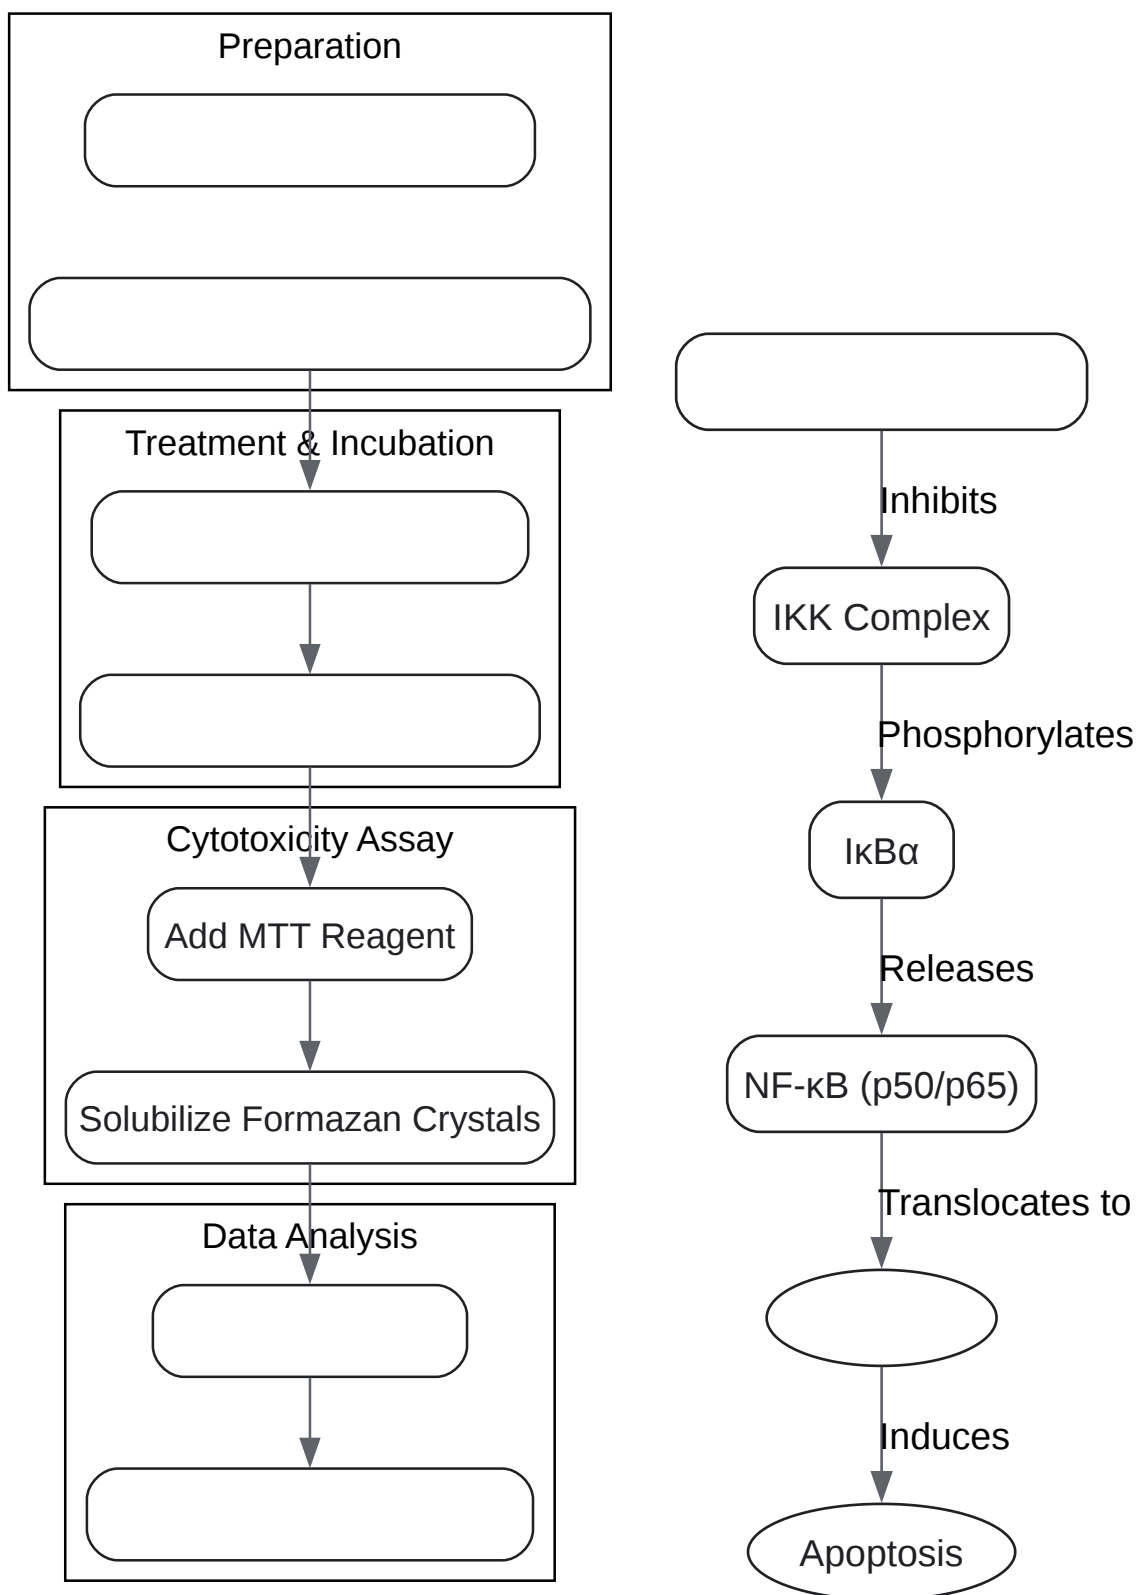 Preparation
Treatment & Incubation
Cytotoxicity Assay
Add MTT Reagent
Solubilize Formazan Crystals
Data Analysis
Inhibits
IKK Complex
Phosphorylates
IκBα
Releases
NF-κB (p50/p65)
Translocates to
Induces
Apoptosis